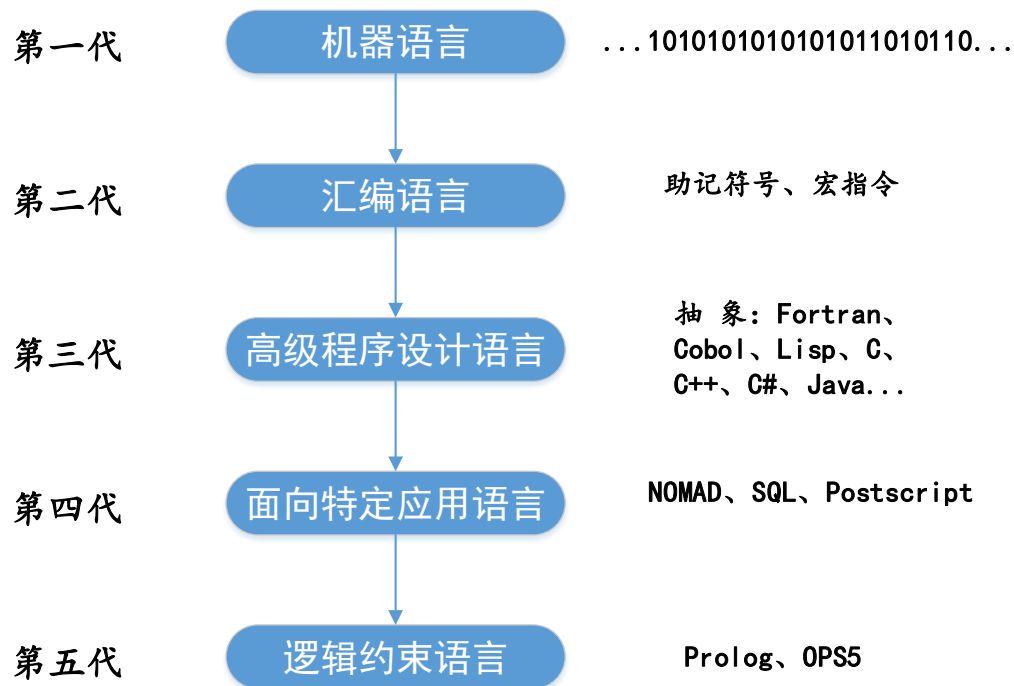 第一代 机器语言 ...1010101010101011010110...
第二代 汇编语言 助记符号、宏指令
第三代 高级程序设计语言 抽 象：Fortran、
Cobol、Lisp、C、
C++、C#、Java...
第四代 面向特定应用语言 NOMAD、SQL、Postscript
第五代 逻辑约束语言 Prolog、OPS5